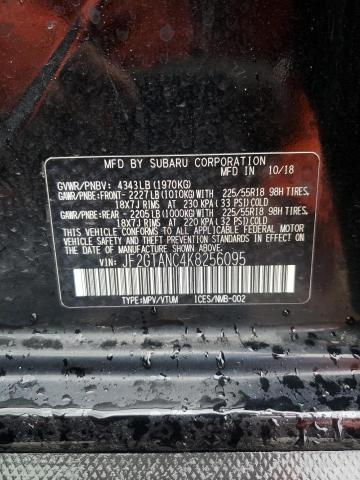 MFD BY SUBARU CORPORATION
MFD IN 10/18
GVWR/PNBV: 4343LB(1970KG)
GAWR/PNBE:FRONT- 2227LB(1010KG)WITH 225/55R18 98H TIRES,
18X7J RIMS, AT 230 KPA(33 PSI)COLD
GAWR/PNBE:REAR - 2205LB(1000KG)WITH 225/55R18 98H TIRES,
18X7J RIMS, AT 220 KPA(32 PSI)COLD
THIS VEHICLE CONFORMS TO ALL APPLICABLE FEDERAL MOTOR
VEHICLE SAFETY, BUMPER, AND THEFT PREVENTION STANDARDS IN EFFECT
ON THE DATE OF MANUFACTURE SHOWN ABOVE.
VIN: JF2GTANC4K8256095
TYPE:MPV/VTUM ICES/NMB-002